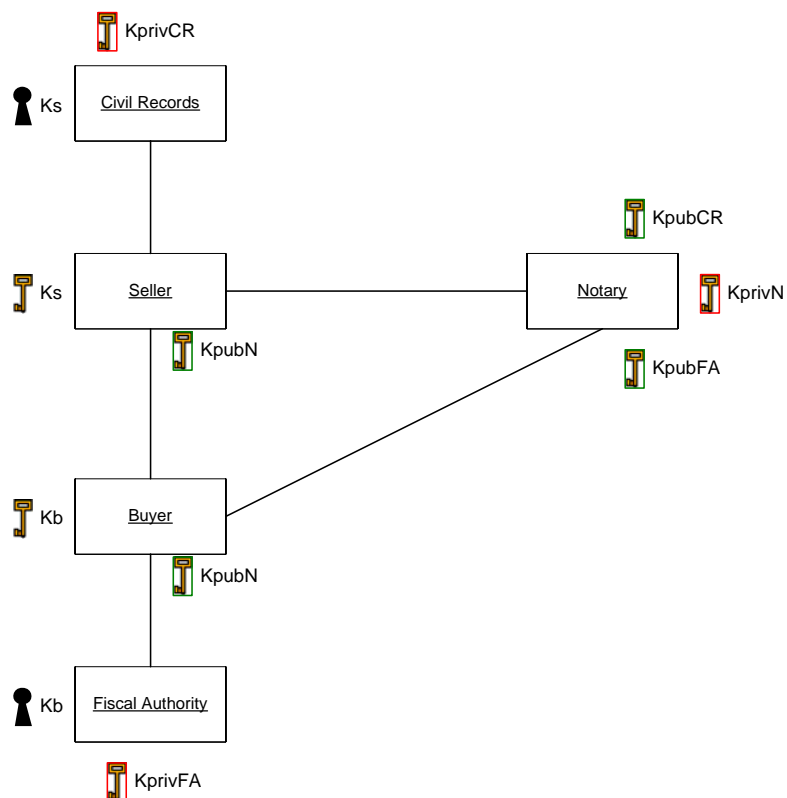 KprivCR
Ks
Civil Records
KpubCR
Ks
Seller
Notary
KprivN
KpubN
KpubFA
Kb
Buyer
KpubN
Kb
Fiscal Authority
KprivFA